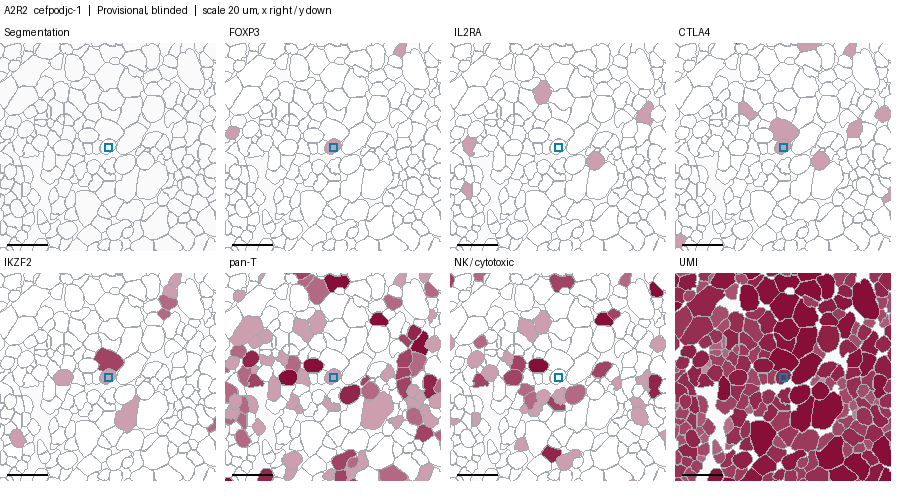 A2R2 cefpodjc-1 | Provisional, blinded | scale 20 um, x right / y down
Segmentation FOXP3 IL2RA CTLA4
IKZF2 pan-T NK / cytotoxic UMI